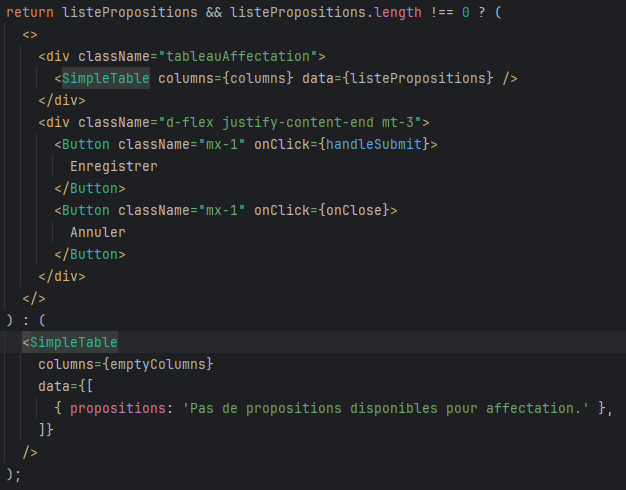 return listePropositions && listePropositions.length !== 0 ? (
<>
<div className="tableauAffectation">
<SimpleTable columns={columns} data={listePropositions} />
</div>
<div className="d-flex justify-content-end mt-3">
<Button className="mx-1" onClick={handleSubmit}>
Enregistrer
</Button>
<Button className="mx-1" onClick={onClose}>
Annuler
</Button>
</div>
</>
) : (
<SimpleTable
columns={emptyColumns}
data={[
{ propositions: 'Pas de propositions disponibles pour affectation.' },
]}
/>
);